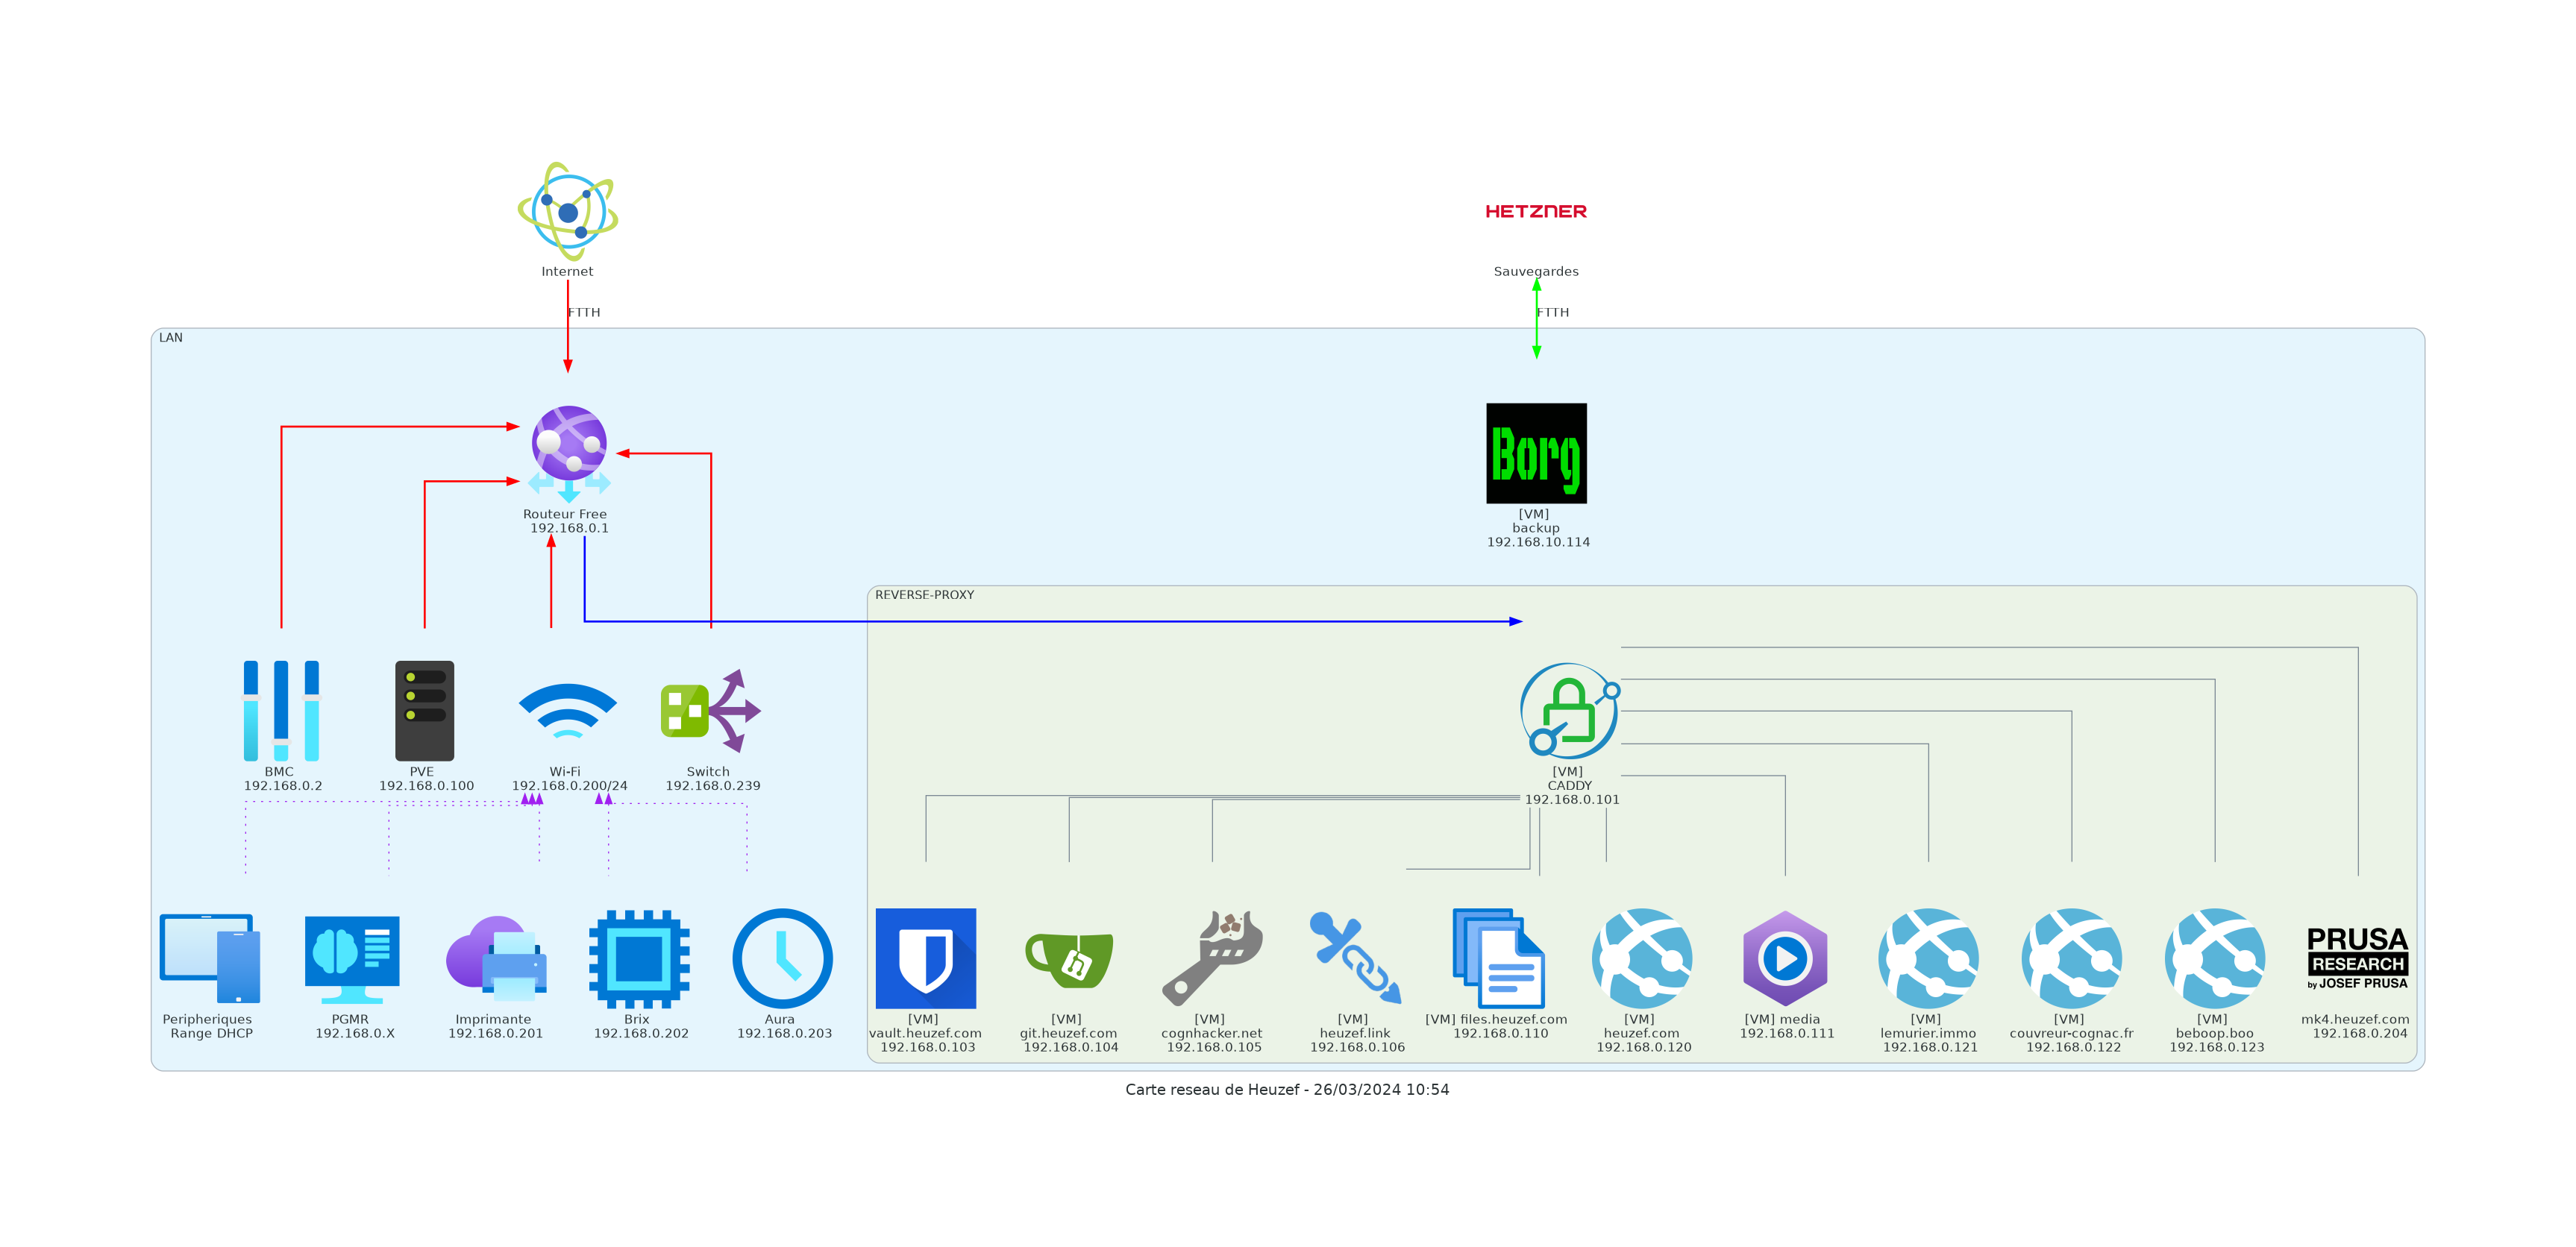 HETZNER
Internet
Sauvegardes
FTTH
FTTH
LAN
Borg
Routeur Free
192.168.0.1
[VM]
backup
192.168.10.114
REVERSE-PROXY
BMC
192.168.0.2
PVE
192.168.0.100
Wi-Fi
192.168.0.200/24
Switch
192.168.0.239
[VM]
CADDY
192.168.0.101
Peripheriques
Range DHCP
PGMR
192.168.0.X
Imprimante
192.168.0.201
Brix
192.168.0.202
Aura
192.168.0.203
[VM]
vault.heuzef.com
192.168.0.103
[VM]
git.heuzef.com
192.168.0.104
[VM]
cognhacker.net
192.168.0.105
[VM]
heuzef.link
192.168.0.106
[VM] files.heuzef.com
192.168.0.110
[VM]
heuzef.com
192.168.0.120
[VM] media
192.168.0.111
[VM]
lemurier.immo
192.168.0.121
[VM]
couvreur-cognac.fr
192.168.0.122
[VM]
beboop.boo
192.168.0.123
PRUSA
RESEARCH
by JOSEF PRUSA
mk4.heuzef.com
192.168.0.204
Carte reseau de Heuzef - 26/03/2024 10:54